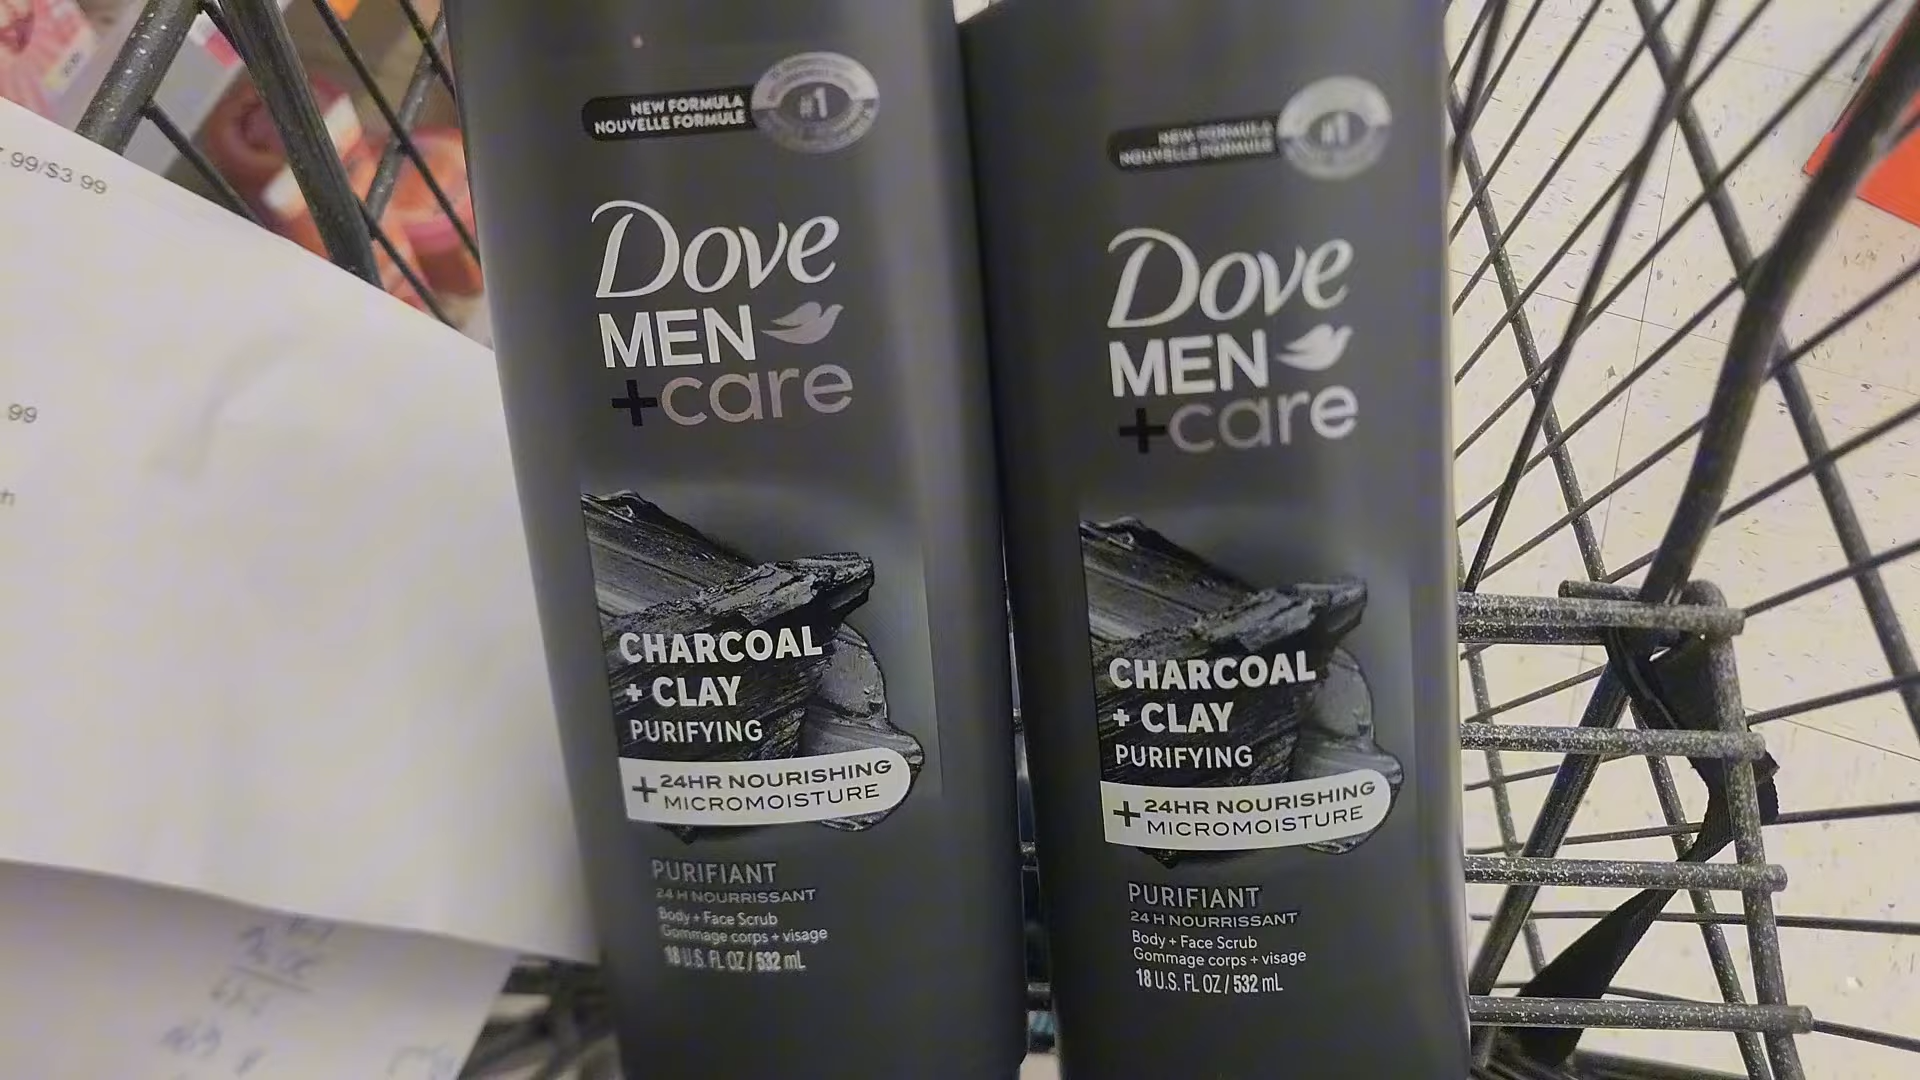 .99/$3.99
99
NEW FORMULA
NOUVELLE FORMULE
#1
Dove
MEN
+care
CHARCOAL
+ CLAY
PURIFYING
+ 24HR NOURISHING
MICROMOISTURE
PURIFIANT
24 H NOURRISSANT
Body + Face Scrub
Gommage corps + visage
18 U.S. FL OZ / 532 mL
NEW FORMULA
NOUVELLE FORMULE
#1
Dove
MEN
+care
CHARCOAL
+ CLAY
PURIFYING
+ 24HR NOURISHING
MICROMOISTURE
PURIFIANT
24 H NOURRISSANT
Body + Face Scrub
Gommage corps + visage
18 U.S. FL OZ / 532 mL